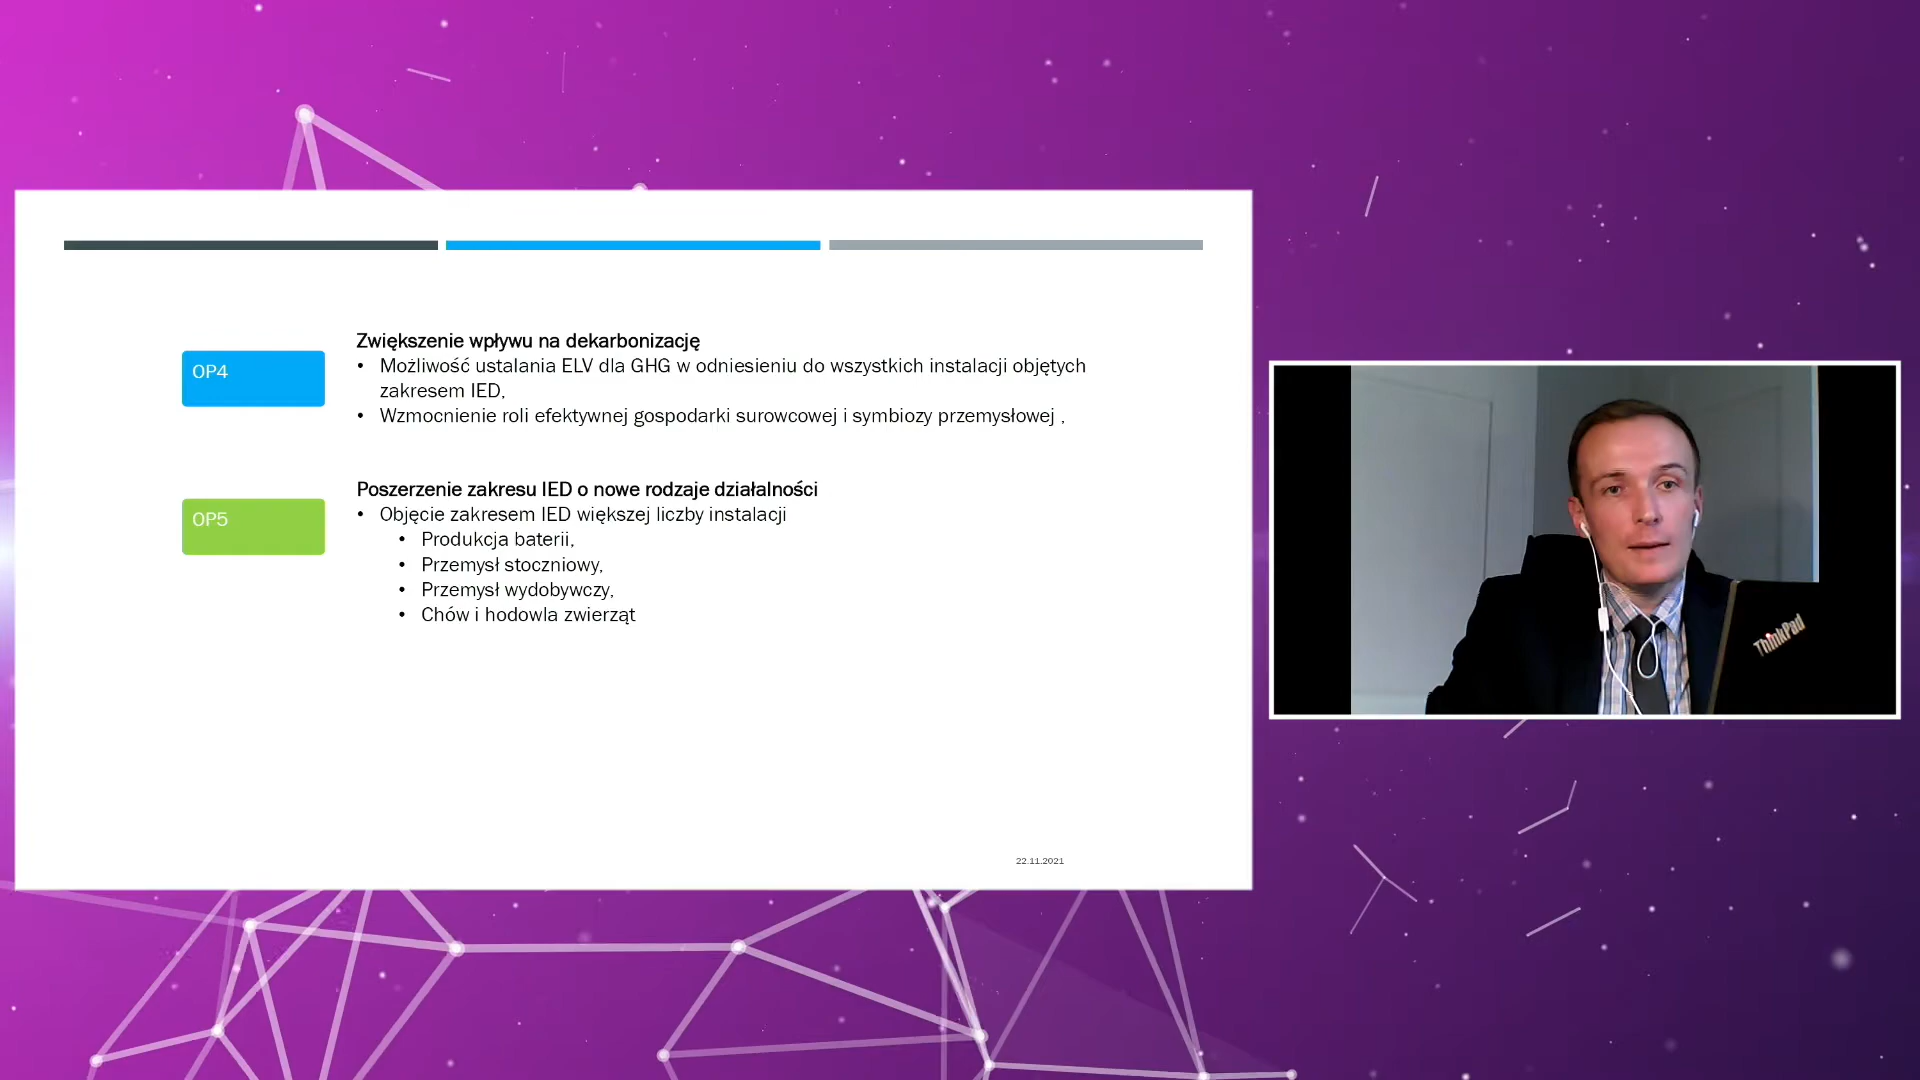 OP4
Zwiększenie wpływu na dekarbonizację
• Możliwość ustalania ELV dla GHG w odniesieniu do wszystkich instalacji objętych
zakresem IED,
• Wzmocnienie roli efektywnej gospodarki surowcowej i symbiozy przemysłowej ,
OP5
Poszerzenie zakresu IED o nowe rodzaje działalności
• Objęcie zakresem IED większej liczby instalacji
• Produkcja baterii,
• Przemysł stoczniowy,
• Przemysł wydobywczy,
• Chów i hodowla zwierząt
22.11.2021
ThinkPad